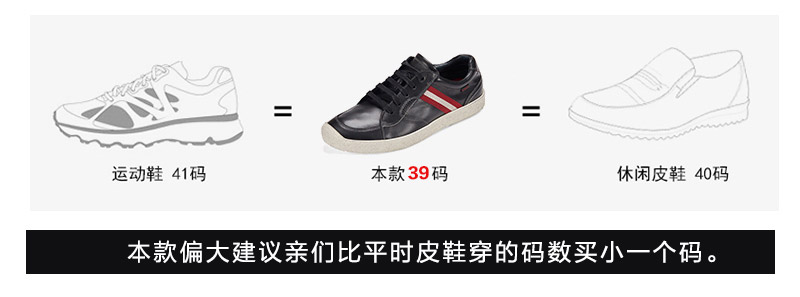 运动鞋 41码
=
本款39码
=
休闲皮鞋 40码
本款偏大建议亲们比平时皮鞋穿的码数买小一个码。